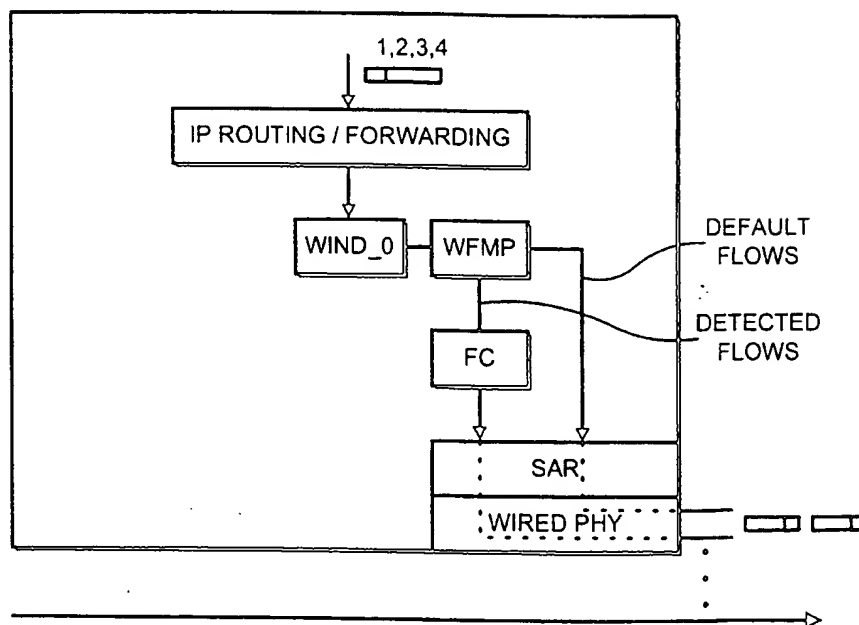 1,2,3,4
IP ROUTING / FORWARDING
WIND_0
WFMP
DEFAULT
FLOWS
DETECTED
FLOWS
FC
SAR
WIRED PHY